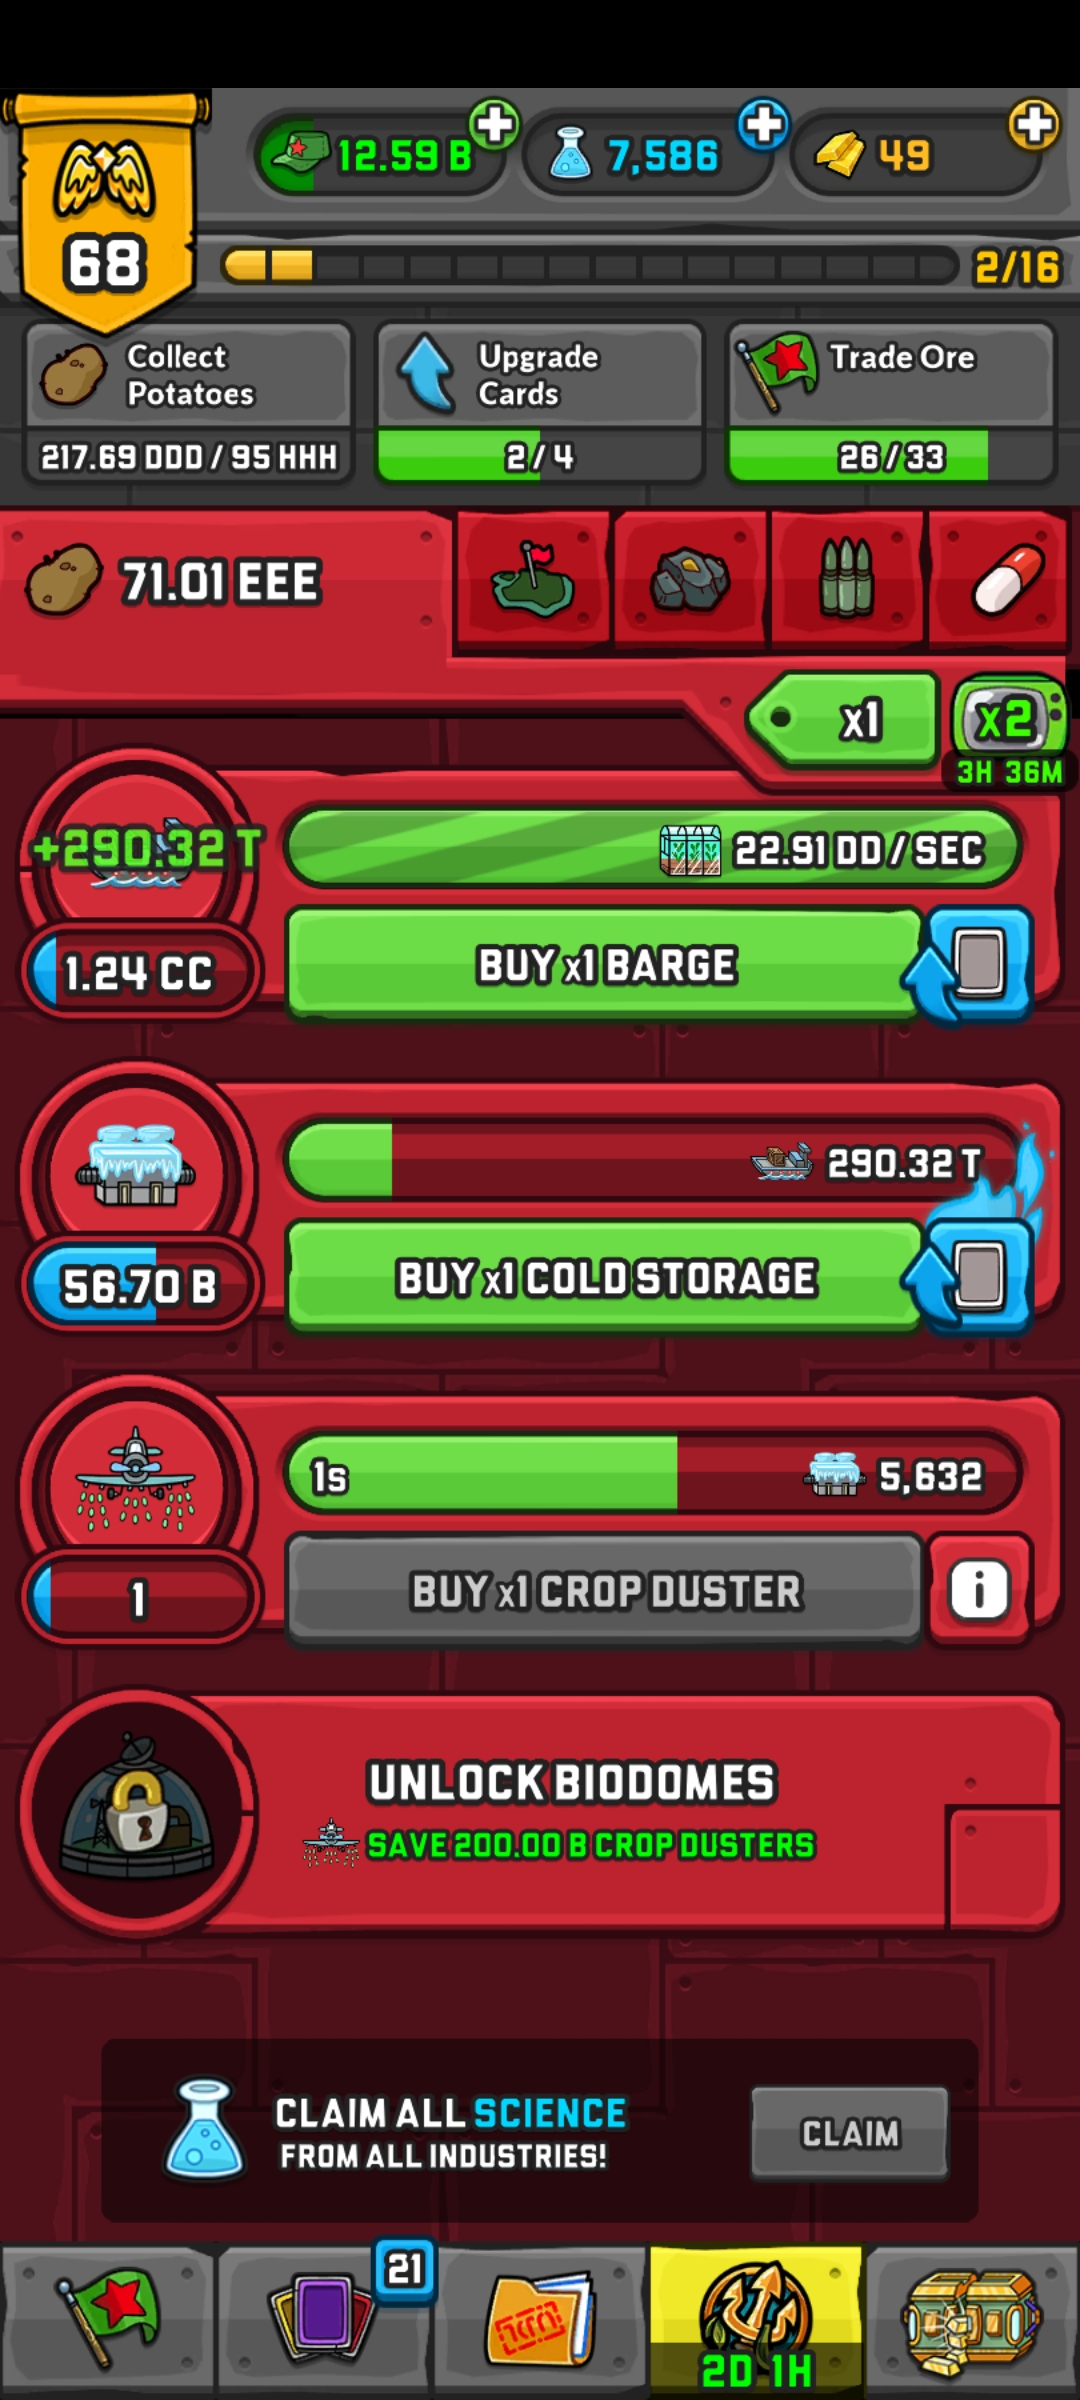 12.59 B
7,586
49
68
2/16
Collect
Potatoes
217.69 DDD / 95 HHH
Upgrade
Cards
2/4
Trade Ore
26/33
71.01 EEE
x1
x2
3H 36M
+290.32 T
22.91 DD / SEC
1.24 CC
BUY x1 BARGE
290.32 T
56.70 B
BUY x1 COLD STORAGE
1s
5,632
1
BUY x1 CROP DUSTER
i
UNLOCK BIODOMES
SAVE 200.00 B CROP DUSTERS
CLAIM ALL SCIENCE
FROM ALL INDUSTRIES!
CLAIM
21
2D 1H